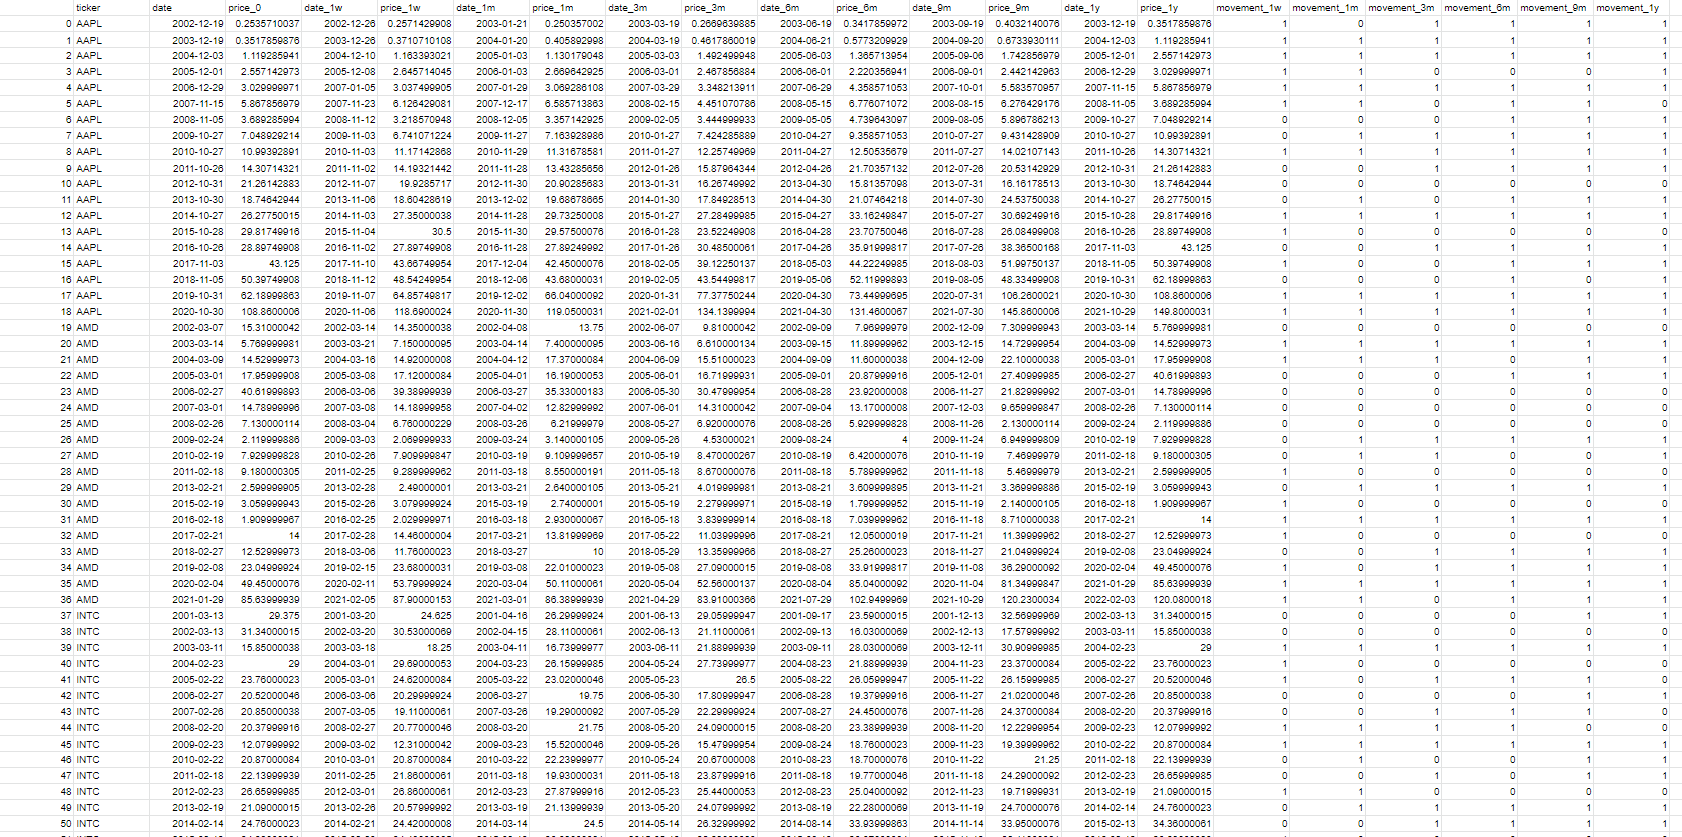 ticker date price_0 date_1w price_1w date_1m price_1m date_3m price_3m date_6m price_6m date_9m price_9m date_1y price_1y movement_1w movement_1m movement_3m movement_6m movement_9m movement_1y
0 AAPL 2002-12-19 0.2535710037 2002-12-26 0.2571429908 2003-01-21 0.250357002 2003-03-19 0.2669639885 2003-06-19 0.3417859972 2003-09-19 0.4032140076 2003-12-19 0.3517859876 1 0 1 1 1 1
1 AAPL 2003-12-19 0.3517859876 2003-12-26 0.3710710108 2004-01-20 0.405892998 2004-03-19 0.4617860019 2004-06-21 0.5773209929 2004-09-20 0.6733930111 2004-12-03 1.119285941 1 1 1 1 1 1
2 AAPL 2004-12-03 1.119285941 2004-12-10 1.163393021 2005-01-03 1.130179048 2005-03-03 1.492499948 2005-06-03 1.365713954 2005-09-06 1.742856979 2005-12-01 2.557142973 1 1 1 1 1 1
3 AAPL 2005-12-01 2.557142973 2005-12-08 2.645714045 2006-01-03 2.669642925 2006-03-01 2.467856884 2006-06-01 2.220356941 2006-09-01 2.442142963 2006-12-29 3.029999971 1 1 0 0 0 1
4 AAPL 2006-12-29 3.029999971 2007-01-05 3.037499905 2007-01-29 3.069286108 2007-03-29 3.348213911 2007-06-29 4.358571053 2007-10-01 5.583570957 2007-11-15 5.867856979 1 1 1 1 1 1
5 AAPL 2007-11-15 5.867856979 2007-11-23 6.126429081 2007-12-17 6.585713863 2008-02-15 4.451070786 2008-05-15 6.776071072 2008-08-15 6.276429176 2008-11-05 3.689285994 1 1 0 1 1 0
6 AAPL 2008-11-05 3.689285994 2008-11-12 3.218570948 2008-12-05 3.357142925 2009-02-05 3.444999933 2009-05-05 4.739643097 2009-08-05 5.896786213 2009-10-27 7.048929214 0 0 0 1 1 1
7 AAPL 2009-10-27 7.048929214 2009-11-03 6.741071224 2009-11-27 7.163928986 2010-01-27 7.424285889 2010-04-27 9.358571053 2010-07-27 9.431428909 2010-10-27 10.99392891 0 1 1 1 1 1
8 AAPL 2010-10-27 10.99392891 2010-11-03 11.17142868 2010-11-29 11.31678581 2011-01-27 12.25749969 2011-04-27 12.50535679 2011-07-27 14.02107143 2011-10-26 14.30714321 1 1 1 1 1 1
9 AAPL 2011-10-26 14.30714321 2011-11-02 14.19321442 2011-11-28 13.43285656 2012-01-26 15.87964344 2012-04-26 21.70357132 2012-07-26 20.53142929 2012-10-31 21.26142883 0 0 1 1 1 1
10 AAPL 2012-10-31 21.26142883 2012-11-07 19.9285717 2012-11-30 20.90285683 2013-01-31 16.26749992 2013-04-30 15.81357098 2013-07-31 16.16178513 2013-10-30 18.74642944 0 0 0 0 0 0
11 AAPL 2013-10-30 18.74642944 2013-11-06 18.60428619 2013-12-02 19.68678665 2014-01-30 17.84928513 2014-04-30 21.07464218 2014-07-30 24.53750038 2014-10-27 26.27750015 0 1 0 1 1 1
12 AAPL 2014-10-27 26.27750015 2014-11-03 27.35000038 2014-11-28 29.73250008 2015-01-27 27.28499985 2015-04-27 33.16249847 2015-07-27 30.69249916 2015-10-28 29.81749916 1 1 1 1 1 1
13 AAPL 2015-10-28 29.81749916 2015-11-04 30.5 2015-11-30 29.57500076 2016-01-28 23.52249908 2016-04-28 23.70750046 2016-07-28 26.08499908 2016-10-26 28.89749908 1 0 0 0 0 0
14 AAPL 2016-10-26 28.89749908 2016-11-02 27.89749908 2016-11-28 27.89249992 2017-01-26 30.48500061 2017-04-26 35.91999817 2017-07-26 38.36500168 2017-11-03 43.125 0 0 1 1 1 1
15 AAPL 2017-11-03 43.125 2017-11-10 43.66749954 2017-12-04 42.45000076 2018-02-05 39.12250137 2018-05-03 44.22249985 2018-08-03 51.99750137 2018-11-05 50.39749908 1 0 0 1 1 1
16 AAPL 2018-11-05 50.39749908 2018-11-12 48.54249954 2018-12-06 43.68000031 2019-02-05 43.54499817 2019-05-06 52.11999893 2019-08-05 48.33499908 2019-10-31 62.18999863 0 0 0 1 0 1
17 AAPL 2019-10-31 62.18999863 2019-11-07 64.85749817 2019-12-02 66.04000092 2020-01-31 77.37750244 2020-04-30 73.44999695 2020-07-31 106.2600021 2020-10-30 108.8600006 1 1 1 1 1 1
18 AAPL 2020-10-30 108.8600006 2020-11-06 118.6900024 2020-11-30 119.0500031 2021-02-01 134.1399994 2021-04-30 131.4600067 2021-07-30 145.8600006 2021-10-29 149.8000031 1 1 1 1 1 1
19 AMD 2002-03-07 15.31000042 2002-03-14 14.35000038 2002-04-08 13.75 2002-06-07 9.81000042 2002-09-09 7.96999979 2002-12-09 7.309999943 2003-03-14 5.769999981 0 0 0 0 0 0
20 AMD 2003-03-14 5.769999981 2003-03-21 7.150000095 2003-04-14 7.400000095 2003-06-16 6.610000134 2003-09-15 11.89999962 2003-12-15 14.72999954 2004-03-09 14.52999973 1 1 1 1 1 1
21 AMD 2004-03-09 14.52999973 2004-03-16 14.92000008 2004-04-12 17.37000084 2004-06-09 15.51000023 2004-09-09 11.60000038 2004-12-09 22.10000038 2005-03-01 17.95999908 1 1 1 0 1 1
22 AMD 2005-03-01 17.95999908 2005-03-08 17.12000084 2005-04-01 16.19000053 2005-06-01 16.71999931 2005-09-01 20.87999916 2005-12-01 27.40999985 2006-02-27 40.61999893 0 0 0 1 1 1
23 AMD 2006-02-27 40.61999893 2006-03-06 39.38999939 2006-03-27 35.33000183 2006-05-30 30.47999954 2006-08-28 23.92000008 2006-11-27 21.82999992 2007-03-01 14.78999996 0 0 0 0 0 0
24 AMD 2007-03-01 14.78999996 2007-03-08 14.18999958 2007-04-02 12.82999992 2007-06-01 14.31000042 2007-09-04 13.17000008 2007-12-03 9.659999847 2008-02-26 7.130000114 0 0 0 0 0 0
25 AMD 2008-02-26 7.130000114 2008-03-04 6.760000229 2008-03-26 6.21999979 2008-05-27 6.920000076 2008-08-26 5.929999828 2008-11-26 2.130000114 2009-02-24 2.119999886 0 0 0 0 0 0
26 AMD 2009-02-24 2.119999886 2009-03-03 2.069999933 2009-03-24 3.140000105 2009-05-26 4.53000021 2009-08-24 4 2009-11-24 6.949999809 2010-02-19 7.929999828 0 1 1 1 1 1
27 AMD 2010-02-19 7.929999828 2010-02-26 7.909999847 2010-03-19 9.109999657 2010-05-19 8.470000267 2010-08-19 6.420000076 2010-11-19 7.46999979 2011-02-18 9.180000305 0 1 1 0 0 1
28 AMD 2011-02-18 9.180000305 2011-02-25 9.289999962 2011-03-18 8.550000191 2011-05-18 8.670000076 2011-08-18 5.789999962 2011-11-18 5.46999979 2013-02-21 2.599999905 1 0 0 0 0 0
29 AMD 2013-02-21 2.599999905 2013-02-28 2.49000001 2013-03-21 2.640000105 2013-05-21 4.019999981 2013-08-21 3.609999895 2013-11-21 3.369999886 2015-02-19 3.059999943 0 1 1 1 1 1
30 AMD 2015-02-19 3.059999943 2015-02-26 3.079999924 2015-03-19 2.74000001 2015-05-19 2.279999971 2015-08-19 1.799999952 2015-11-19 2.140000105 2016-02-18 1.909999967 1 0 0 0 0 0
31 AMD 2016-02-18 1.909999967 2016-02-25 2.029999971 2016-03-18 2.930000067 2016-05-18 3.839999914 2016-08-18 7.039999962 2016-11-18 8.710000038 2017-02-21 14 1 1 1 1 1 1
32 AMD 2017-02-21 14 2017-02-28 14.46000004 2017-03-21 13.81999969 2017-05-22 11.03999996 2017-08-21 12.05000019 2017-11-21 11.39999962 2018-02-27 12.52999973 1 0 0 0 0 0
33 AMD 2018-02-27 12.52999973 2018-03-06 11.76000023 2018-03-27 10 2018-05-29 13.35999966 2018-08-27 25.26000023 2018-11-27 21.04999924 2019-02-08 23.04999924 0 0 1 1 1 1
34 AMD 2019-02-08 23.04999924 2019-02-15 23.68000031 2019-03-08 22.01000023 2019-05-08 27.09000015 2019-08-08 33.91999817 2019-11-08 36.29000092 2020-02-04 49.45000076 1 0 1 1 1 1
35 AMD 2020-02-04 49.45000076 2020-02-11 53.79999924 2020-03-04 50.11000061 2020-05-04 52.56000137 2020-08-04 85.04000092 2020-11-04 81.34999847 2021-01-29 85.63999939 1 1 1 1 1 1
36 AMD 2021-01-29 85.63999939 2021-02-05 87.90000153 2021-03-01 86.38999939 2021-04-29 83.91000366 2021-07-29 102.9499969 2021-10-29 120.2300034 2022-02-03 120.0800018 1 1 0 1 1 1
37 INTC 2001-03-13 29.375 2001-03-20 24.625 2001-04-16 26.29999924 2001-06-13 29.05999947 2001-09-17 23.59000015 2001-12-13 32.56999969 2002-03-13 31.34000015 0 0 0 0 1 1
38 INTC 2002-03-13 31.34000015 2002-03-20 30.53000069 2002-04-15 28.11000061 2002-06-13 21.11000061 2002-09-13 16.03000069 2002-12-13 17.57999992 2003-03-11 15.85000038 0 0 0 0 0 0
39 INTC 2003-03-11 15.85000038 2003-03-18 18.25 2003-04-11 16.73999977 2003-06-11 21.88999939 2003-09-11 28.03000069 2003-12-11 30.90999985 2004-02-23 29 1 1 1 1 1 1
40 INTC 2004-02-23 29 2004-03-01 29.69000053 2004-03-23 26.15999985 2004-05-24 27.73999977 2004-08-23 21.88999939 2004-11-23 23.37000084 2005-02-22 23.76000023 1 0 0 0 0 0
41 INTC 2005-02-22 23.76000023 2005-03-01 24.62000084 2005-03-22 23.02000046 2005-05-23 26.5 2005-08-22 26.05999947 2005-11-22 26.15999985 2006-02-27 20.52000046 1 0 1 1 1 0
42 INTC 2006-02-27 20.52000046 2006-03-06 20.29999924 2006-03-27 19.75 2006-05-30 17.80999947 2006-08-28 19.37999916 2006-11-27 21.02000046 2007-02-26 20.85000038 0 0 0 0 1 1
43 INTC 2007-02-26 20.85000038 2007-03-05 19.11000061 2007-03-26 19.29000092 2007-05-29 22.29999924 2007-08-27 24.45000076 2007-11-26 24.37000084 2008-02-20 20.37999916 0 0 1 1 1 0
44 INTC 2008-02-20 20.37999916 2008-02-27 20.77000046 2008-03-20 21.75 2008-05-20 24.09000015 2008-08-20 23.38999939 2008-11-20 12.22999954 2009-02-23 12.07999992 1 1 1 1 0 0
45 INTC 2009-02-23 12.07999992 2009-03-02 12.31000042 2009-03-23 15.52000046 2009-05-26 15.47999954 2009-08-24 18.76000023 2009-11-23 19.39999962 2010-02-22 20.87000084 1 1 1 1 1 1
46 INTC 2010-02-22 20.87000084 2010-03-01 20.87000084 2010-03-22 22.23999977 2010-05-24 20.67000008 2010-08-23 18.70000076 2010-11-22 21.25 2011-02-18 22.13999939 0 1 0 0 1 1
47 INTC 2011-02-18 22.13999939 2011-02-25 21.86000061 2011-03-18 19.93000031 2011-05-18 23.87999916 2011-08-18 19.77000046 2011-11-18 24.29000092 2012-02-23 26.65999985 0 0 1 0 1 1
48 INTC 2012-02-23 26.65999985 2012-03-01 26.86000061 2012-03-23 27.87999916 2012-05-23 25.44000053 2012-08-23 25.04000092 2012-11-23 19.71999931 2013-02-19 21.09000015 1 1 0 0 0 0
49 INTC 2013-02-19 21.09000015 2013-02-26 20.57999992 2013-03-19 21.13999939 2013-05-20 24.07999992 2013-08-19 22.28000069 2013-11-19 24.70000076 2014-02-14 24.76000023 0 1 1 1 1 1
50 INTC 2014-02-14 24.76000023 2014-02-21 24.42000008 2014-03-14 24.5 2014-05-14 26.32999992 2014-08-14 33.93999863 2014-11-14 33.95000076 2015-02-13 34.36000061 0 0 1 1 1 1